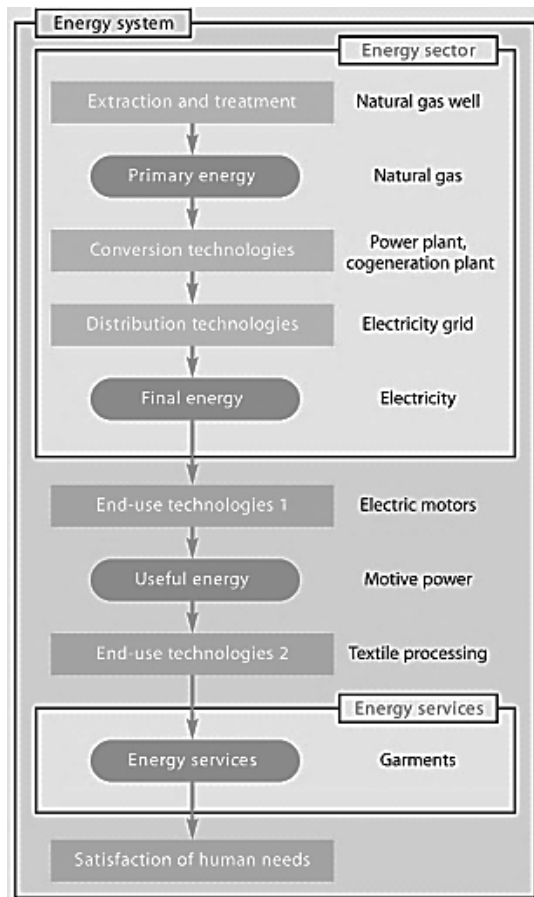 Energy system
Energy sector
Extraction and treatment Natural gas well
Primary energy Natural gas
Conversion technologies Power plant,
cogeneration plant
Distribution technologies Electricity grid
Final energy Electricity
End-use technologies 1 Electric motors
Useful energy Motive power
End-use technologies 2 Textile processing
Energy services
Energy services Garments
Satisfaction of human needs